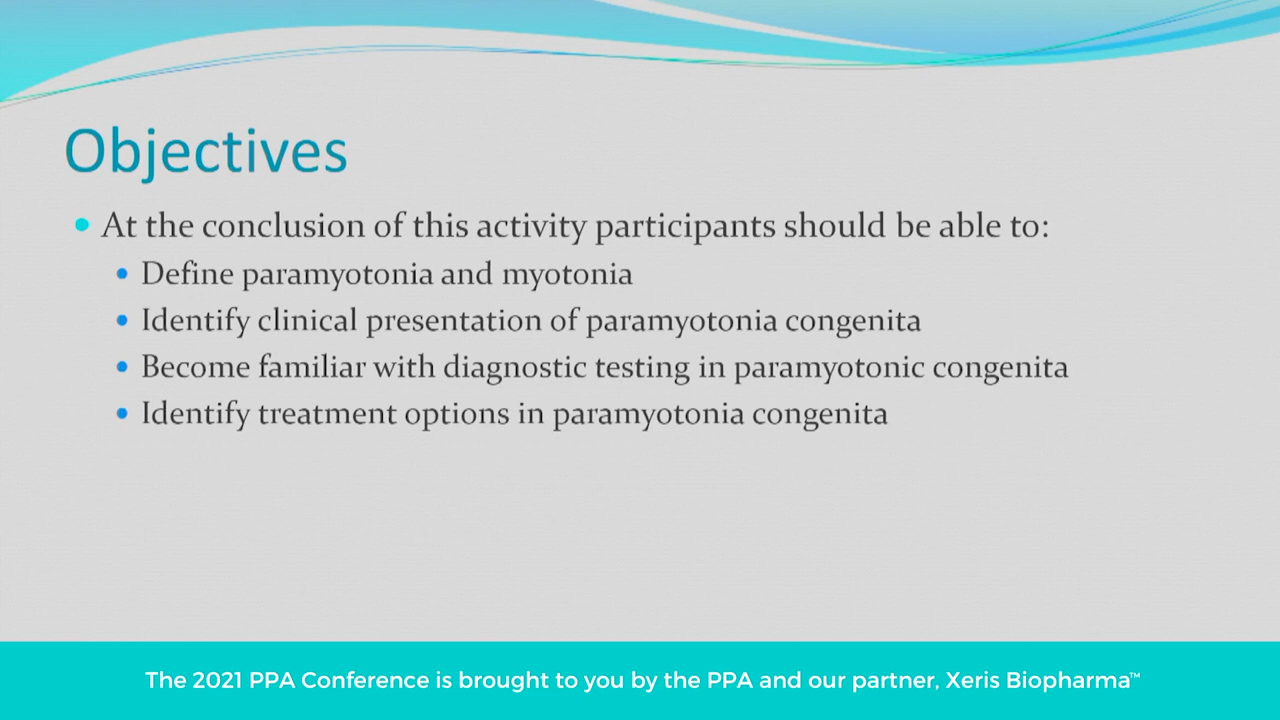 Objectives
At the conclusion of this activity participants should be able to:
Define paramyotonia and myotonia
Identify clinical presentation of paramyotonia congenita
Become familiar with diagnostic testing in paramyotonic congenita
Identify treatment options in paramyotonia congenita
The 2021 PPA Conference is brought to you by the PPA and our partner, Xeris Biopharma™